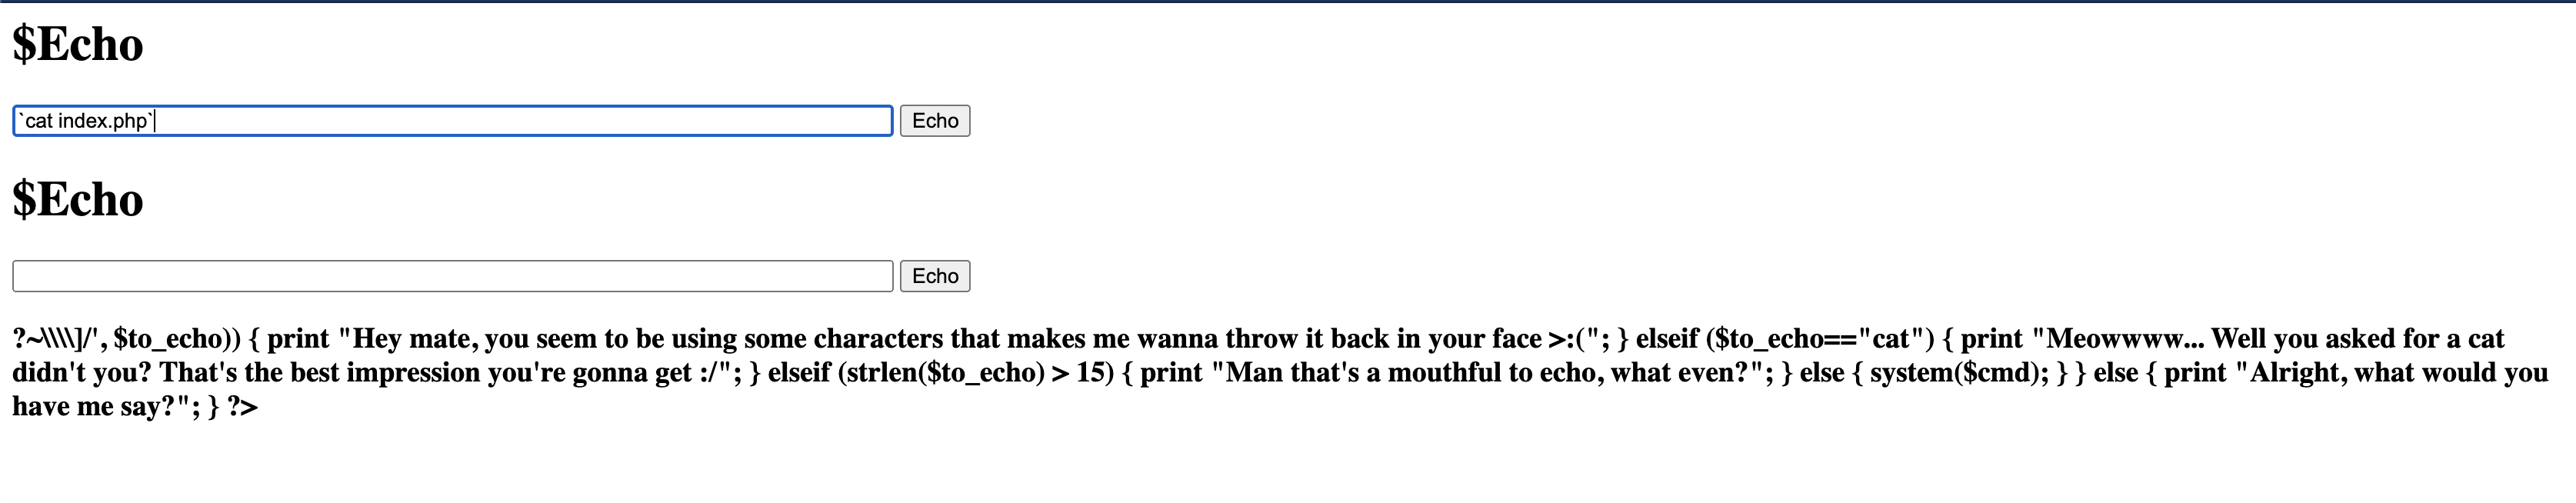 $Echo
`cat index.php`
Echo
$Echo
Echo
?~\\\\]/', $to_echo)) { print "Hey mate, you seem to be using some characters that makes me wanna throw it back in your face >:("; } elseif ($to_echo=="cat") { print "Meowwww... Well you asked for a cat
didn't you? That's the best impression you're gonna get :/"; } elseif (strlen($to_echo) > 15) { print "Man that's a mouthful to echo, what even?"; } else { system($cmd); } } else { print "Alright, what would you
have me say?"; } ?>